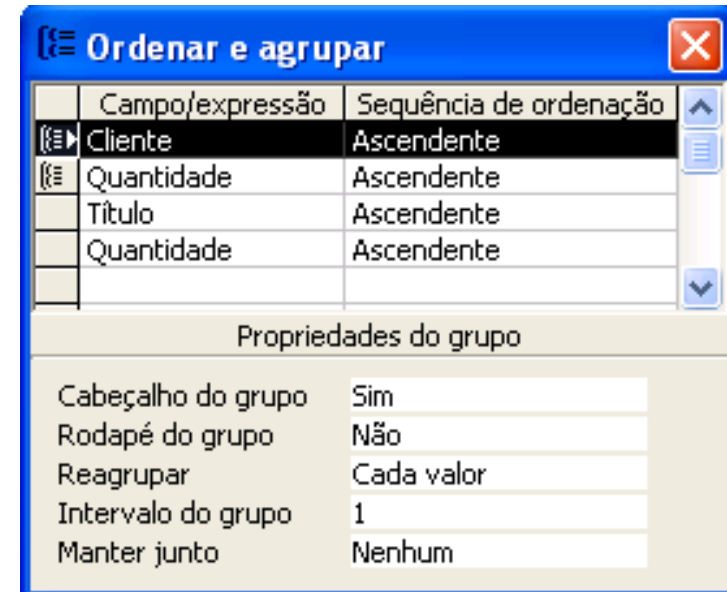 Ordenar e agrupar
Campo/expressão Sequência de ordenação
Cliente Ascendente
Quantidade Ascendente
Título Ascendente
Quantidade Ascendente
Propriedades do grupo
Cabeçalho do grupo Sim
Rodapé do grupo Não
Reagrupar Cada valor
Intervalo do grupo 1
Manter junto Nenhum